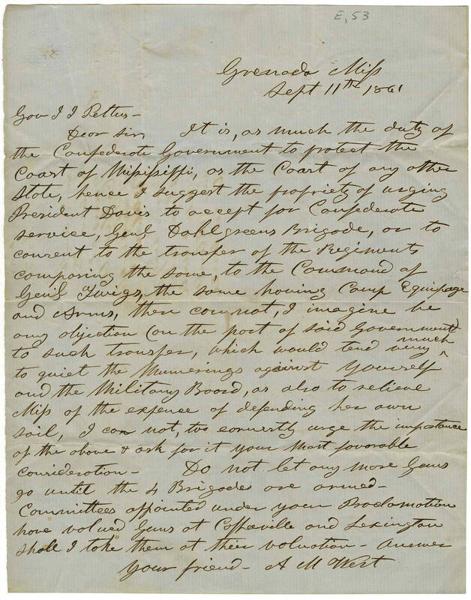 E, 53
Grenada Miss
Sept 11th 1861
Gov J J Pettus-
Dear sir, It is, as much the duty of
the Confederate Government to protect the
Coast of Mississippi, as the Coast of any other
State, hence I suggest the propriety of urging
President Davis to accept for Confederate
service, Genl Dahlgreens Brigade, or to
consent to the transfer of the Regiments
composing the same, to the Command of
Genl Twigs, the same having Camp Equipage
and Arms, there can not, I imagine be
any objection (on the part of said Government)
to such transfer, which would tend very much
to quiet the Murmerings against Yourself
and the Military Board, as also to relieve
Miss of the expense of defending her own
soil, I can not, too earnestly urge the importance
of the above & ask for it your Most favorable
Consideration- Do not let any more Guns
go until the 4 Brigade are armed-
Committees appointed under your Proclamation
have valued Guns at Coffeeville and Lexington
shall I take them at their valuation- Answer
Your friend- A M West